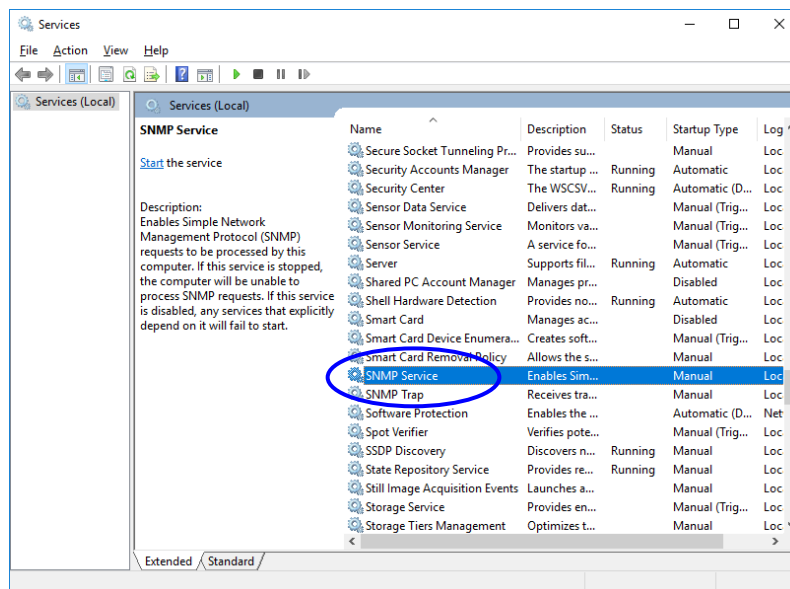 Services
File Action View Help
Services (Local)
Services (Local)
SNMP Service
Start the service
Description:
Enables Simple Network
Management Protocol (SNMP)
requests to be processed by this
computer. If this service is stopped,
the computer will be unable to
process SNMP requests. If this service
is disabled, any services that explicitly
depend on it will fail to start.
Name Description Status Startup Type Log
Secure Socket Tunneling Pr... Provides su... Manual Loc
Security Accounts Manager The startup ... Running Automatic Loc
Security Center The WSCSV... Running Automatic (D... Loc
Sensor Data Service Delivers dat... Manual (Trig... Loc
Sensor Monitoring Service Monitors va... Manual (Trig... Loc
Sensor Service A service fo... Manual (Trig... Loc
Server Supports fil... Running Automatic Loc
Shared PC Account Manager Manages pr... Disabled Loc
Shell Hardware Detection Provides no... Running Automatic Loc
Smart Card Manages ac... Disabled Loc
Smart Card Device Enumera... Creates soft... Manual (Trig... Loc
Smart Card Removal Policy Allows the s... Manual Loc
SNMP Service Enables Sim... Manual Loc
SNMP Trap Receives tra... Manual Loc
Software Protection Enables the ... Automatic (D... Net
Spot Verifier Verifies pote... Manual (Trig... Loc
SSDP Discovery Discovers n... Running Manual Loc
State Repository Service Provides re... Running Manual Loc
Still Image Acquisition Events Launches a... Manual Loc
Storage Service Provides en... Manual (Trig... Loc
Storage Tiers Management Optimizes t... Manual Loc
Extended Standard